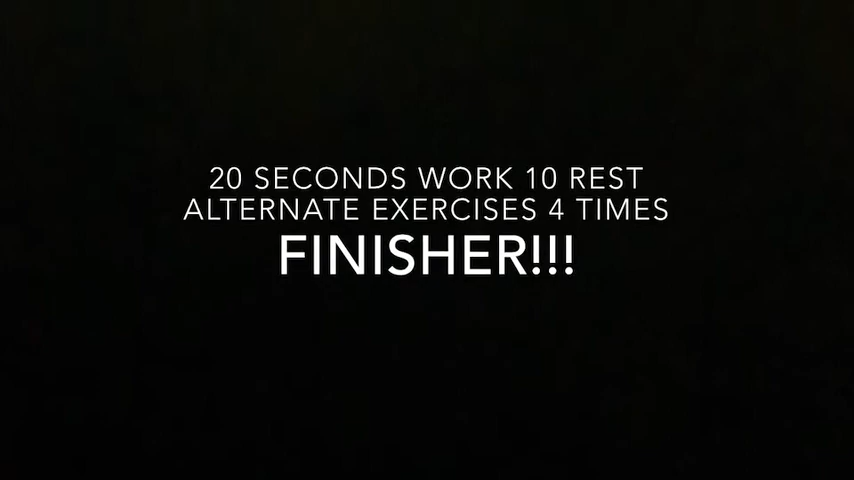 20 SECONDS WORK 10 REST
ALTERNATE EXERCISES 4 TIMES
FINISHER!!!